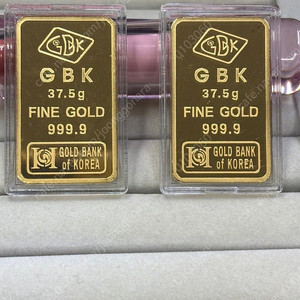 GBK
GBK
37.5g
FINE GOLD
999.9
GOLD BANK
of KOREA
GBK
GBK
37.5g
FINE GOLD
999.9
GOLD BANK
of KOREA